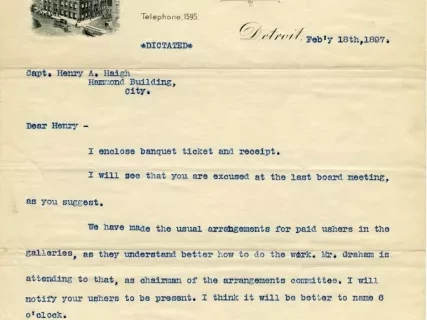 Telephone, 1395.
*DICTATED*
Detroit, Feb'y 18th,1897.
Capt. Henry A. Haigh
Hammond Building,
City.
Dear Henry -
I enclose banquet ticket and receipt.
I will see that you are excused at the last board meeting,
as you suggest.
We have made the usual arrangements for paid ushers in the
galleries, as they understand better how to do the work. Mr. Graham is
attending to that, as chairman of the arrangements committee. I will
notify your ushers to be present. I think it will be better to name 6
o'clock.